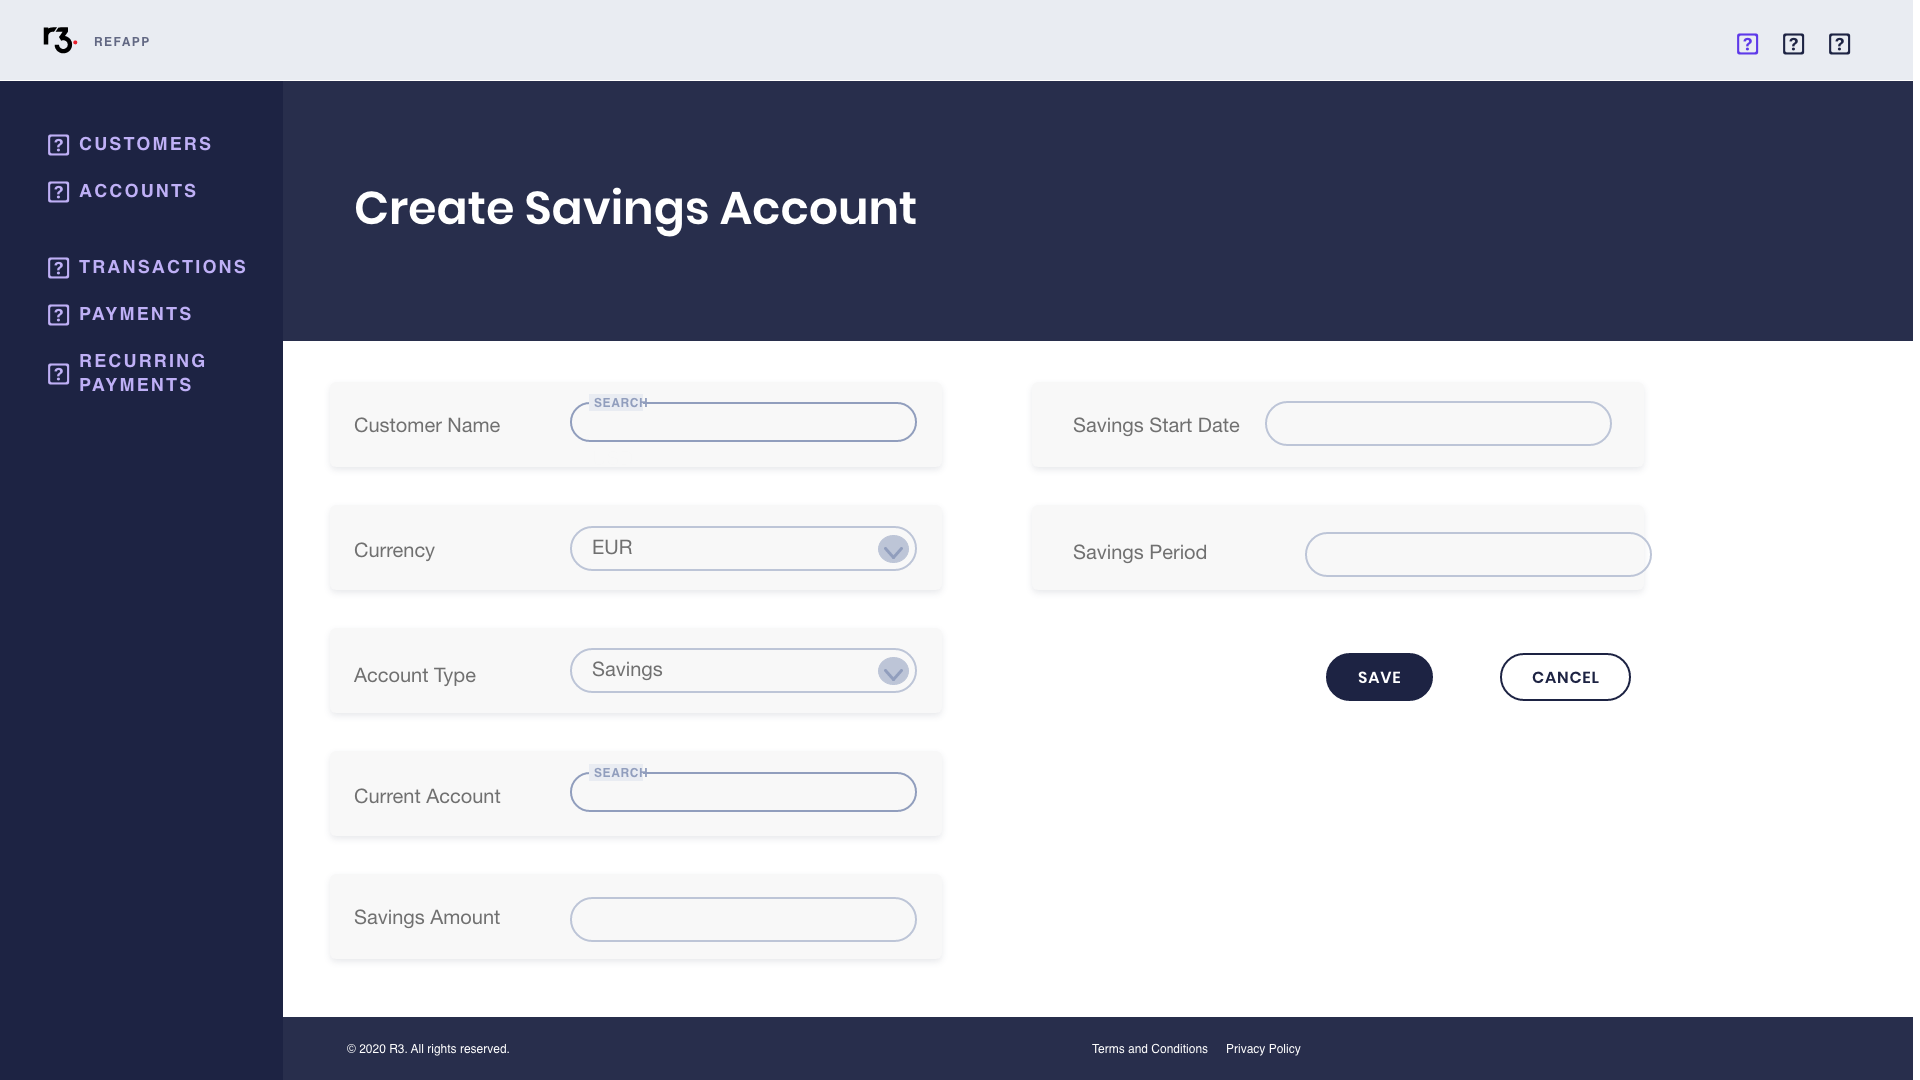 r3.
REFAPP
CUSTOMERS
ACCOUNTS
TRANSACTIONS
PAYMENTS
RECURRING
PAYMENTS
Create Savings Account
Customer Name
SEARCH
Currency
EUR
Account Type
Savings
Current Account
SEARCH
Savings Amount
Savings Start Date
Savings Period
SAVE
CANCEL
© 2020 R3. All rights reserved.
Terms and Conditions
Privacy Policy